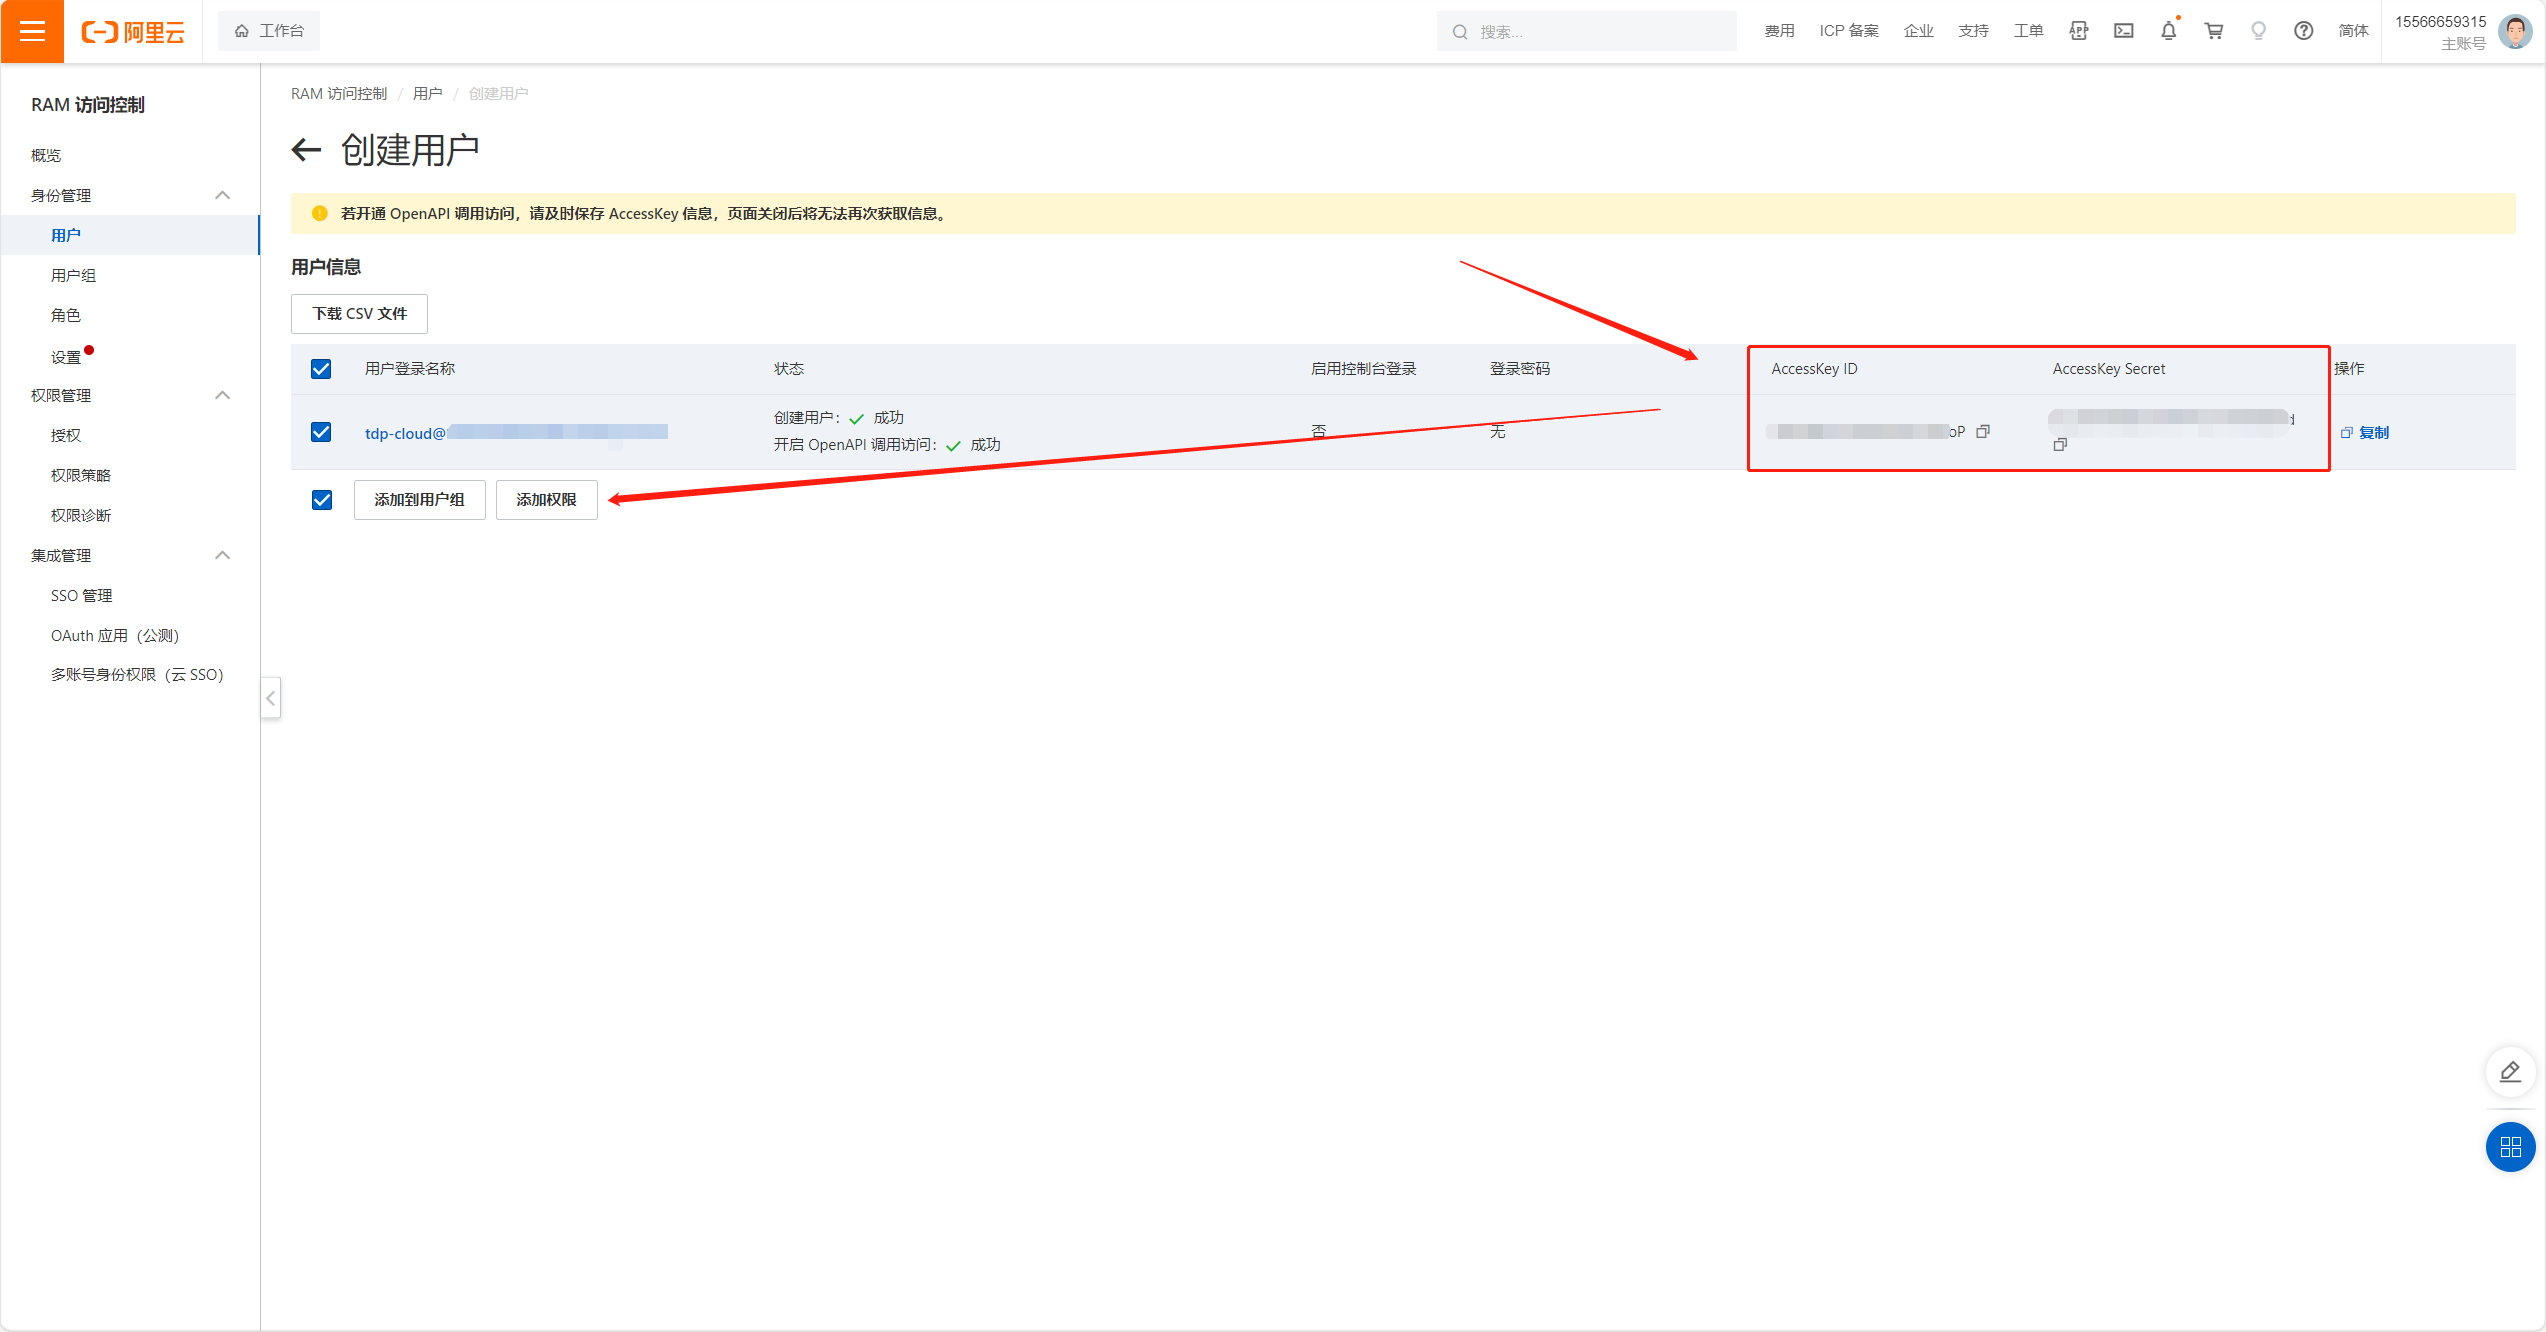 阿里云
工作台
搜索...
费用
ICP 备案
企业
支持
工单
APP
简体
15566659315
主账号
RAM 访问控制
概览
身份管理
用户
用户组
角色
设置
权限管理
授权
权限策略
权限诊断
集成管理
SSO 管理
OAuth 应用（公测）
多账号身份权限（云 SSO）
RAM 访问控制 / 用户 / 创建用户
创建用户
若开通 OpenAPI 调用访问，请及时保存 AccessKey 信息，页面关闭后将无法再次获取信息。
用户信息
下载 CSV 文件
用户登录名称 状态 启用控制台登录 登录密码 AccessKey ID AccessKey Secret 操作
tdp-cloud@
创建用户： 成功
开启 OpenAPI 调用访问： 成功
否
无
oP
复制
添加到用户组
添加权限